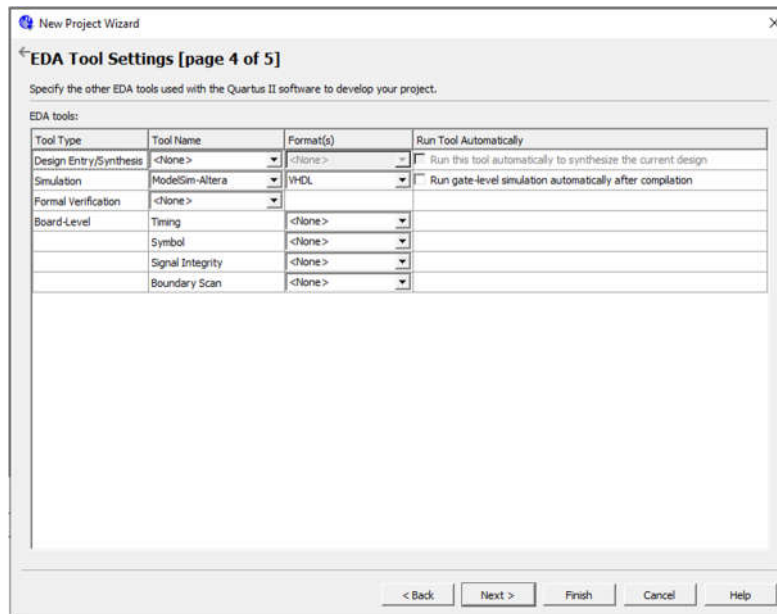 New Project Wizard
EDA Tool Settings [page 4 of 5]
Specify the other EDA tools used with the Quartus II software to develop your project.
EDA tools:
Tool Type Tool Name Format(s) Run Tool Automatically
Design Entry/Synthesis <None> <None> Run this tool automatically to synthesize the current design
Simulation ModelSim-Altera VHDL Run gate-level simulation automatically after compilation
Formal Verification <None>
Board-Level Timing <None>
Symbol <None>
Signal Integrity <None>
Boundary Scan <None>
< Back Next > Finish Cancel Help